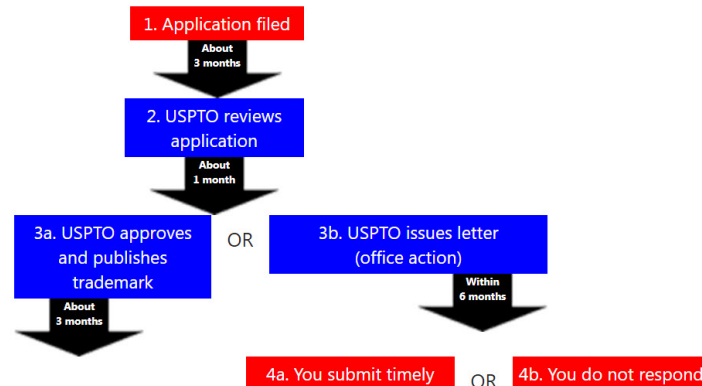 1. Application filed
About
3 months
2. USPTO reviews
application
About
1 month
3a. USPTO approves
and publishes
trademark
OR
3b. USPTO issues letter
(office action)
About
3 months
Within
6 months
4a. You submit timely
OR
4b. You do not respond